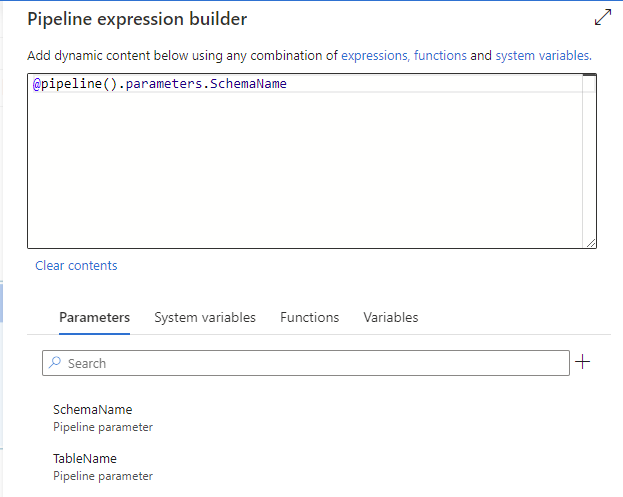 Pipeline expression builder
Add dynamic content below using any combination of expressions, functions and system variables.
@pipeline().parameters.SchemaName
Clear contents
Parameters System variables Functions Variables
Search
SchemaName
Pipeline parameter
TableName
Pipeline parameter